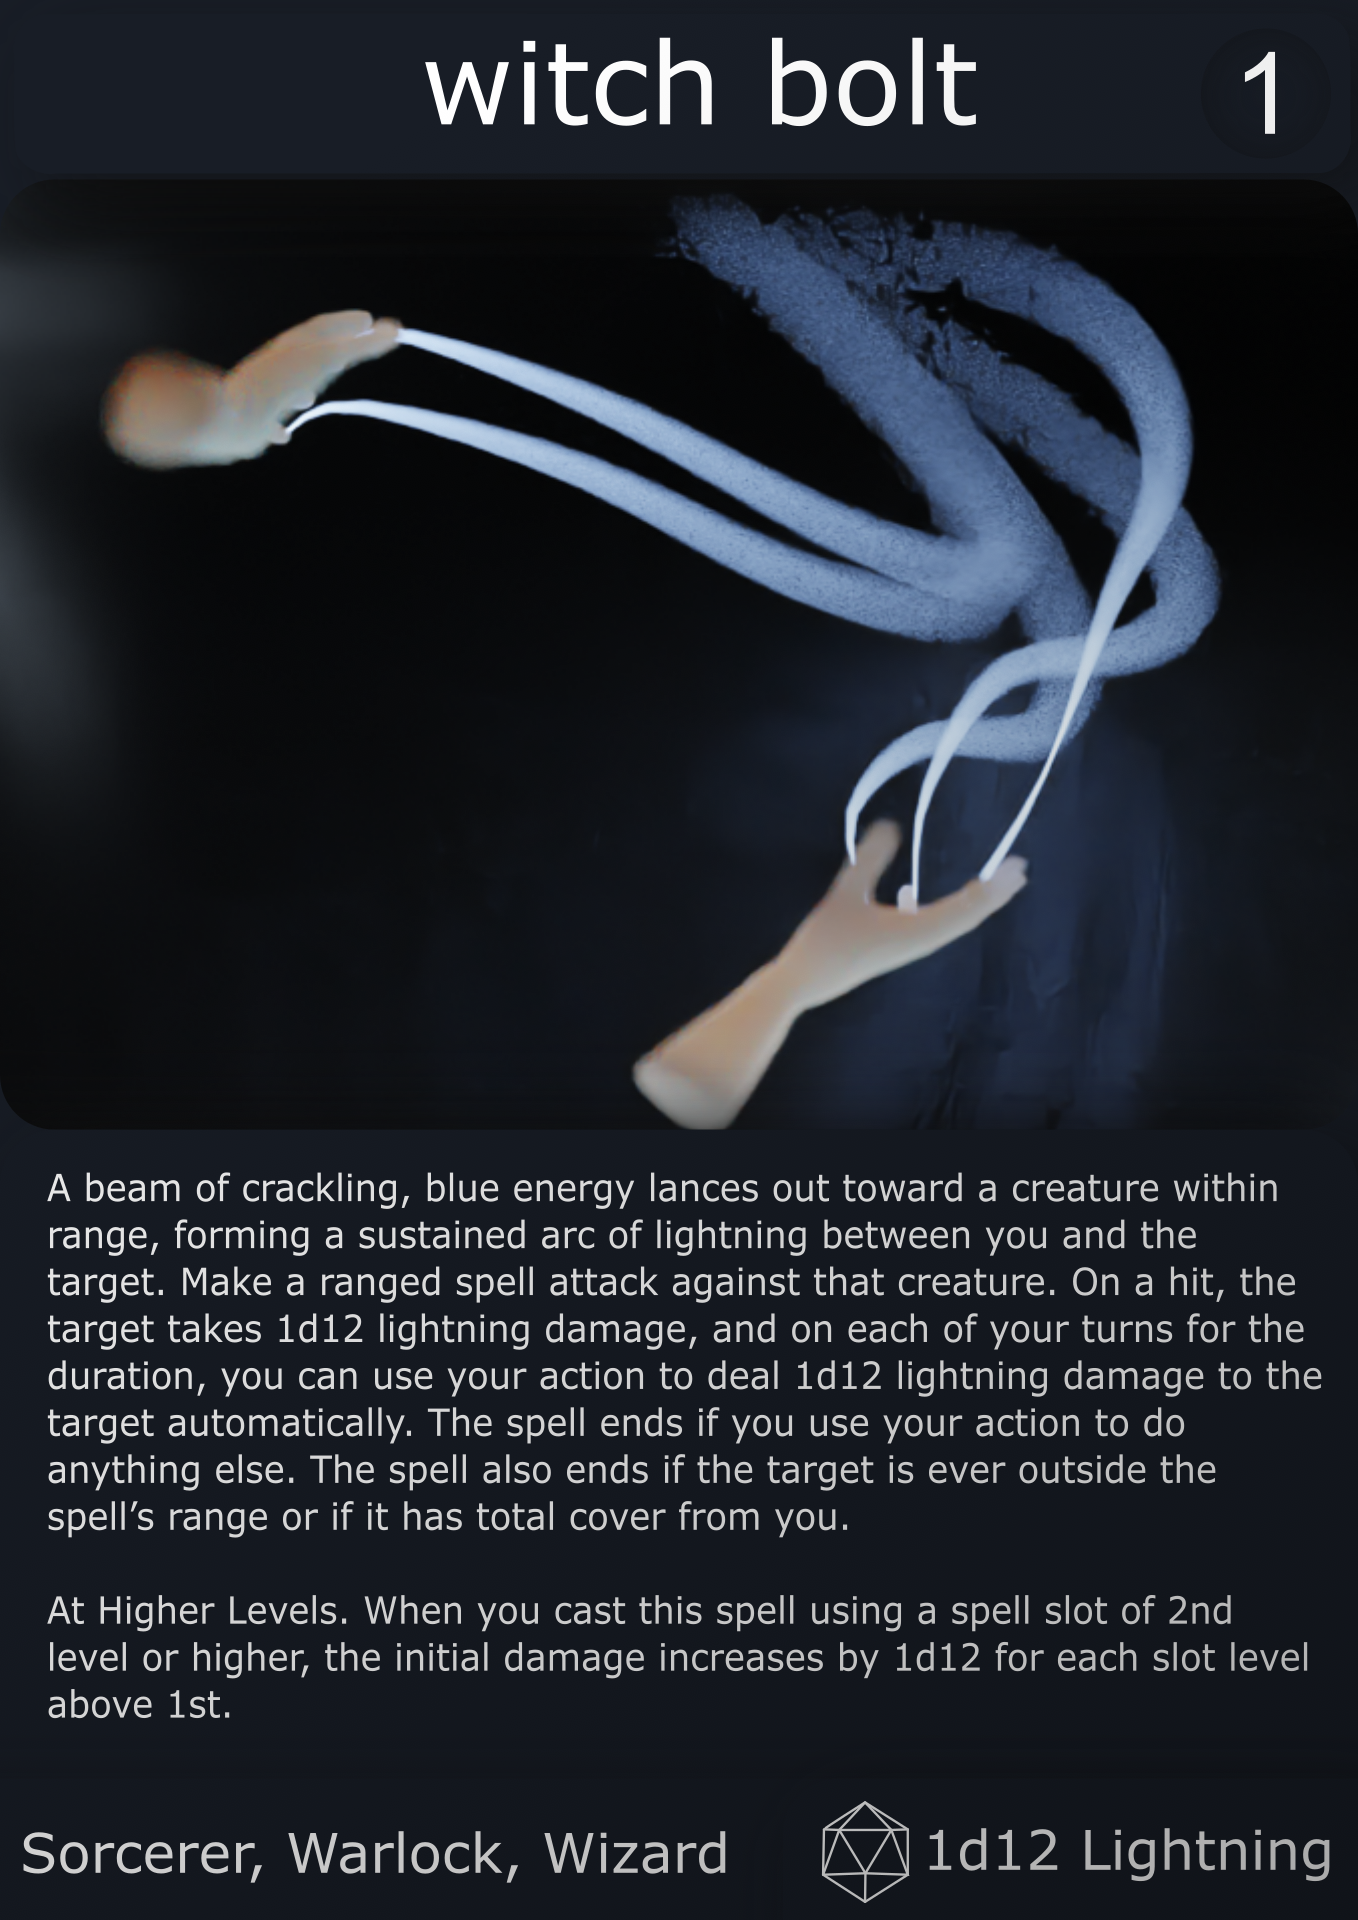 witch bolt
1
A beam of crackling, blue energy lances out toward a creature within
range, forming a sustained arc of lightning between you and the
target. Make a ranged spell attack against that creature. On a hit, the
target takes 1d12 lightning damage, and on each of your turns for the
duration, you can use your action to deal 1d12 lightning damage to the
target automatically. The spell ends if you use your action to do
anything else. The spell also ends if the target is ever outside the
spell’s range or if it has total cover from you.
At Higher Levels. When you cast this spell using a spell slot of 2nd
level or higher, the initial damage increases by 1d12 for each slot level
above 1st.
Sorcerer, Warlock, Wizard
1d12 Lightning